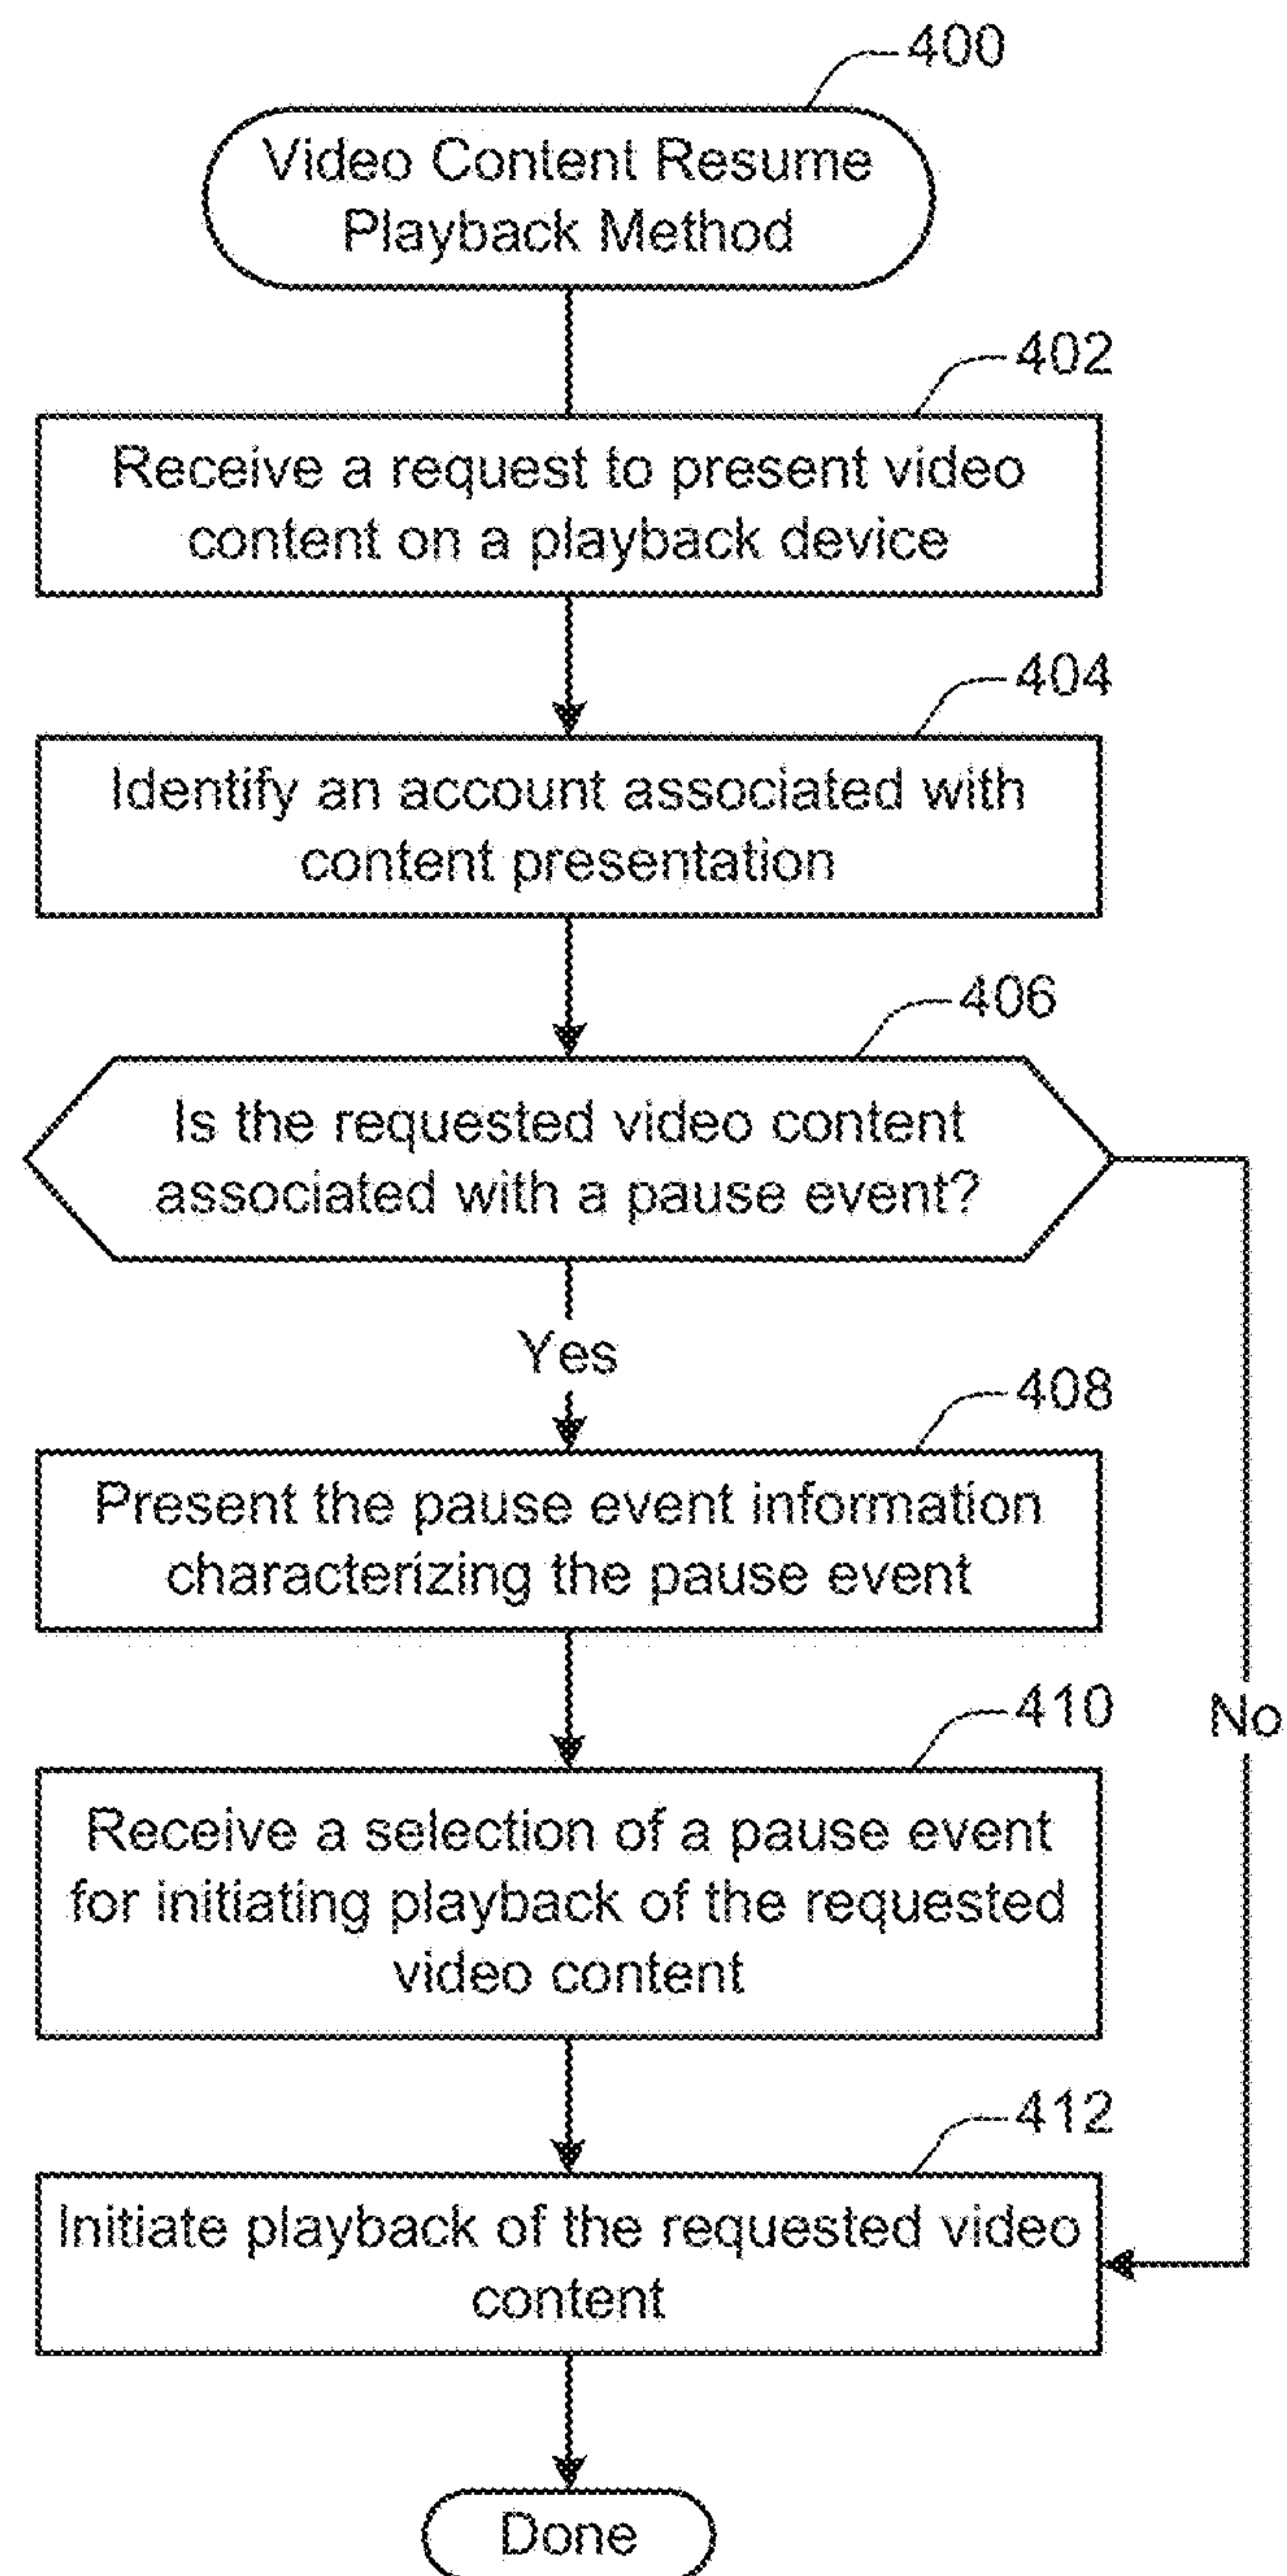 400
Video Content Resume
Playback Method
402
Receive a request to present video
content on a playback device
404
Identify an account associated with
content presentation
406
Is the requested video content
associated with a pause event?
Yes
408
Present the pause event information
characterizing the pause event
410
No
Receive a selection of a pause event
for initiating playback of the requested
video content
412
Initiate playback of the requested video
content
Done